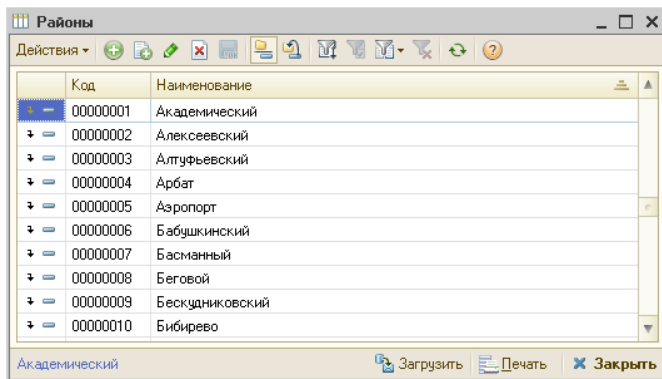 Районы
Действия
Код Наименование
00000001 Академический
00000002 Алексеевский
00000003 Алтуфьевский
00000004 Арбат
00000005 Аэропорт
00000006 Бабушкинский
00000007 Басманный
00000008 Беговой
00000009 Бескудниковский
00000010 Бибирево
Академический Загрузить Печать Закрыть